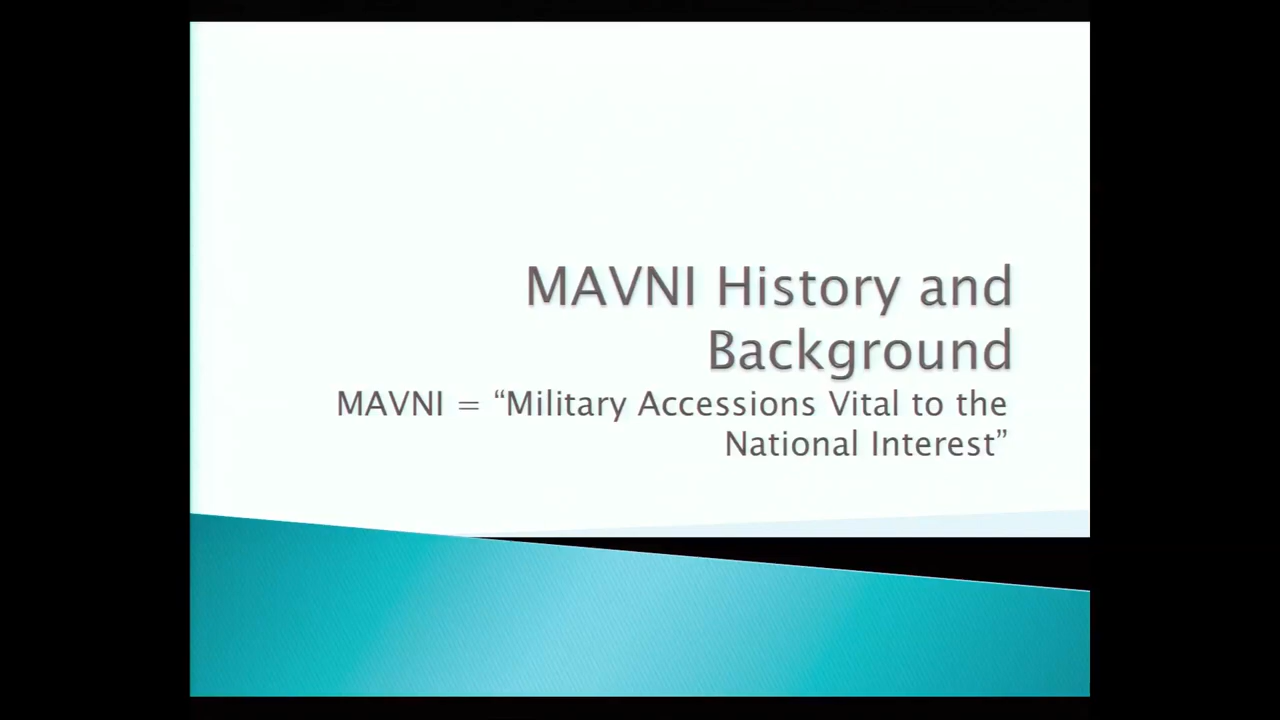 MAVNI History and
Background
MAVNI = “Military Accessions Vital to the
National Interest”